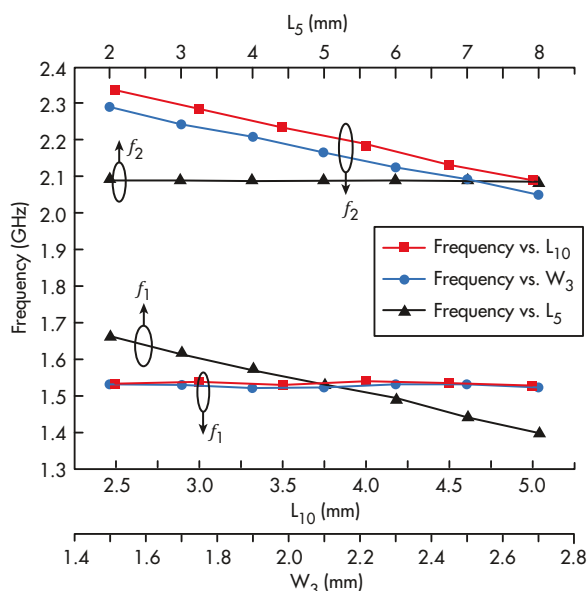 L5 (mm)
2 3 4 5 6 7 8
2.4
2.3
2.2
2.1
2.0
1.9
1.8
1.7
1.6
1.5
1.4
1.3
Frequency (GHz)
f2
f2
Frequency vs. L10
Frequency vs. W3
Frequency vs. L5
f1
f1
2.5 3.0 3.5 4.0 4.5 5.0
L10 (mm)
1.4 1.6 1.8 2.0 2.2 2.4 2.6 2.8
W3 (mm)